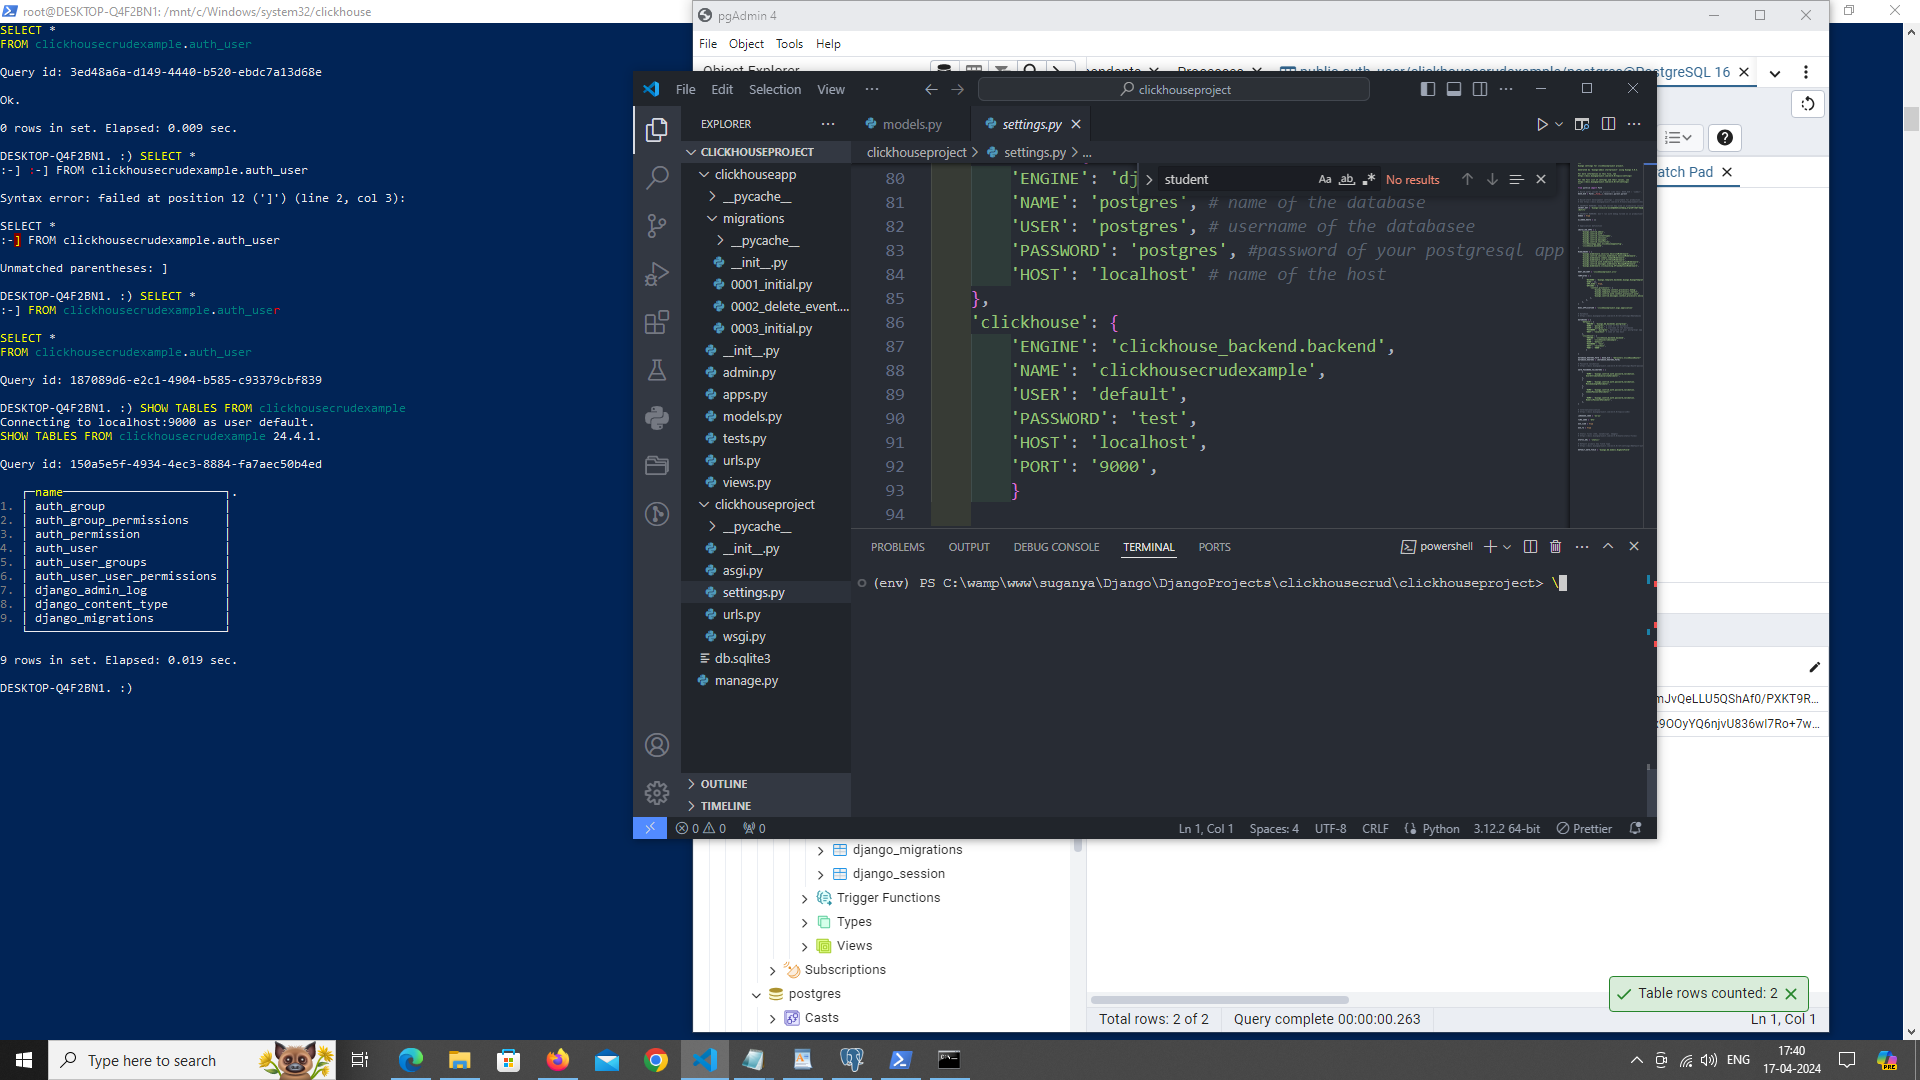 root@DESKTOP-Q4F2BN1: /mnt/c/Windows/system32/clickhouse
SELECT *
FROM clickhousecrudexample.auth_user
Query id: 3ed48a6a-d149-4440-b520-ebdc7a13d68e
Ok.
0 rows in set. Elapsed: 0.009 sec.
DESKTOP-Q4F2BN1. :) SELECT *
:-] :-] FROM clickhousecrudexample.auth_user
Syntax error: failed at position 12 (']') (line 2, col 3):
SELECT *
:-] FROM clickhousecrudexample.auth_user
Unmatched parentheses: ]
DESKTOP-Q4F2BN1. :) SELECT *
:-] FROM clickhousecrudexample.auth_user
SELECT *
FROM clickhousecrudexample.auth_user
Query id: 187089d6-e2c1-4904-b585-c93379cbf839
DESKTOP-Q4F2BN1. :) SHOW TABLES FROM clickhousecrudexample
Connecting to localhost:9000 as user default.
SHOW TABLES FROM clickhousecrudexample 24.4.1.
Query id: 150a5e5f-4934-4ec3-8884-fa7aec50b4ed
name
1. auth_group
2. auth_group_permissions
3. auth_permission
4. auth_user
5. auth_user_groups
6. auth_user_user_permissions
7. django_admin_log
8. django_content_type
9. django_migrations
9 rows in set. Elapsed: 0.019 sec.
DESKTOP-Q4F2BN1. :)
pgAdmin 4
File Object Tools Help
Object Explorer
public.auth_user/clickhousecrudexample/postgres@PostgreSQL 16
atch Pad
File Edit Selection View ...
clickhouseproject
EXPLORER
CLICKHOUSEPROJECT
clickhouseapp
__pycache__
migrations
__pycache__
__init__.py
0001_initial.py
0002_delete_event....
0003_initial.py
__init__.py
admin.py
apps.py
models.py
tests.py
urls.py
views.py
clickhouseproject
__pycache__
__init__.py
asgi.py
settings.py
urls.py
wsgi.py
db.sqlite3
manage.py
OUTLINE
TIMELINE
models.py
settings.py
clickhouseproject > settings.py > ...
student
Aa ab No results
80 'ENGINE': 'dj
81 'NAME': 'postgres', # name of the database
82 'USER': 'postgres', # username of the databasee
83 'PASSWORD': 'postgres', #password of your postgresql app
84 'HOST': 'localhost' # name of the host
85 },
86 'clickhouse': {
87 'ENGINE': 'clickhouse_backend.backend',
88 'NAME': 'clickhousecrudexample',
89 'USER': 'default',
90 'PASSWORD': 'test',
91 'HOST': 'localhost',
92 'PORT': '9000',
93 }
94
PROBLEMS OUTPUT DEBUG CONSOLE TERMINAL PORTS
powershell
(env) PS C:\wamp\www\suganya\Django\DjangoProjects\clickhousecrud\clickhouseproject> \
0 0 0
Ln 1, Col 1 Spaces: 4 UTF-8 CRLF Python 3.12.2 64-bit Prettier
mJvQeLLU5QShAf0/PXKT9R...
django_migrations
django_session
Trigger Functions
Types
Views
Subscriptions
postgres
Casts
Table rows counted: 2
Total rows: 2 of 2 Query complete 00:00:00.263
Ln 1, Col 1
Type here to search
ENG
17:40
17-04-2024